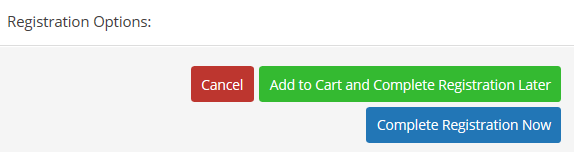 Registration Options:
Cancel
Add to Cart and Complete Registration Later
Complete Registration Now